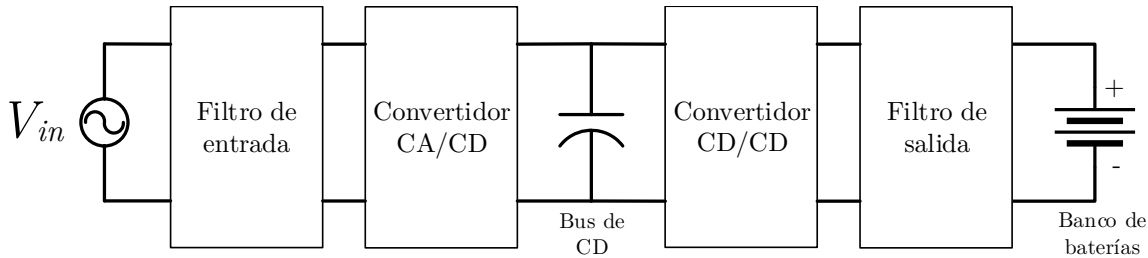 V_in
Filtro de
entrada
Convertidor
CA/CD
Bus de
CD
Convertidor
CD/CD
Filtro de
salida
+
-
Banco de
baterías